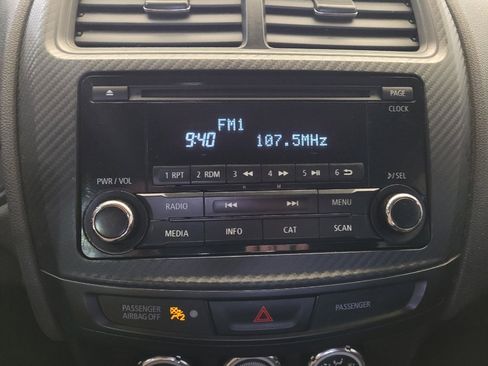 PAGE
CLOCK
FM1
9:40 107.5MHz
1 RPT 2 RDM 3 ◀◀ 4 ▶▶ 5 ▶II 6
PWR / VOL
♪/SEL
RADIO MENU
MEDIA INFO CAT SCAN
PASSENGER
AIRBAG OFF
PASSENGER